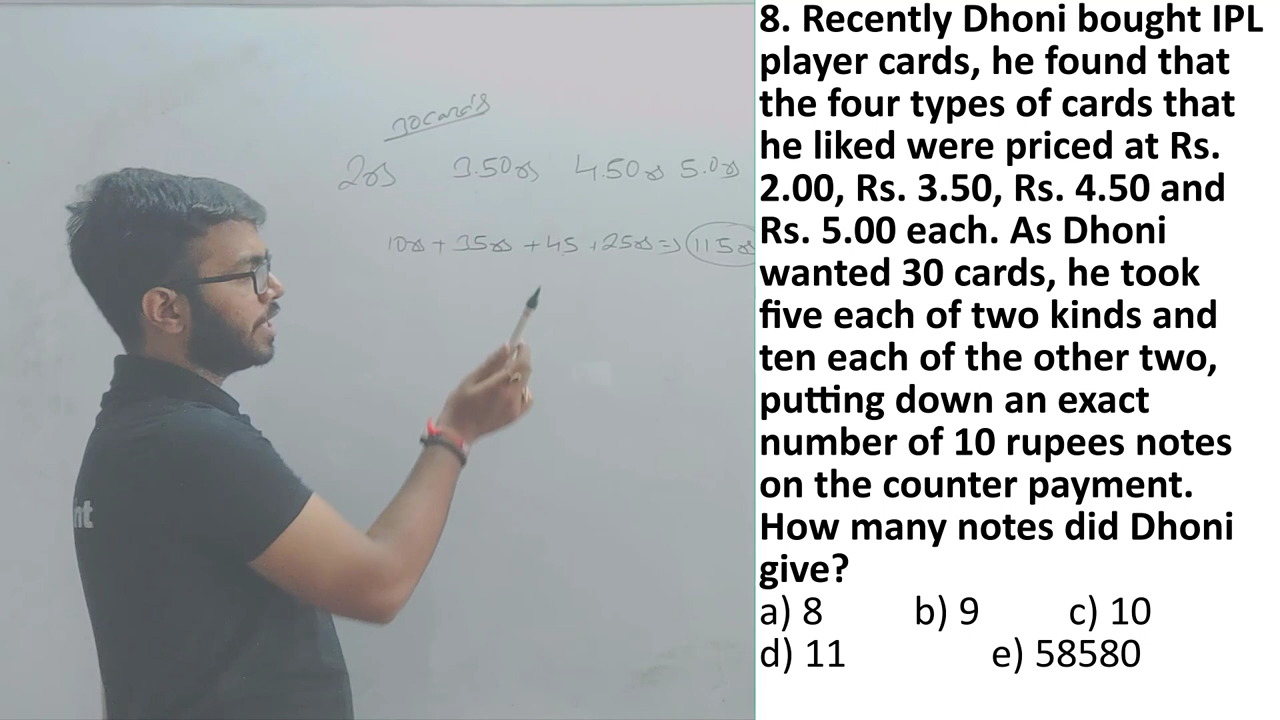 30 cards
2rs 3.50rs 4.50rs 5.0rs
10rs + 35rs + 45 + 25rs => 115rs
nt
8. Recently Dhoni bought IPL
player cards, he found that
the four types of cards that
he liked were priced at Rs.
2.00, Rs. 3.50, Rs. 4.50 and
Rs. 5.00 each. As Dhoni
wanted 30 cards, he took
five each of two kinds and
ten each of the other two,
putting down an exact
number of 10 rupees notes
on the counter payment.
How many notes did Dhoni
give?
a) 8 b) 9 c) 10
d) 11 e) 58580